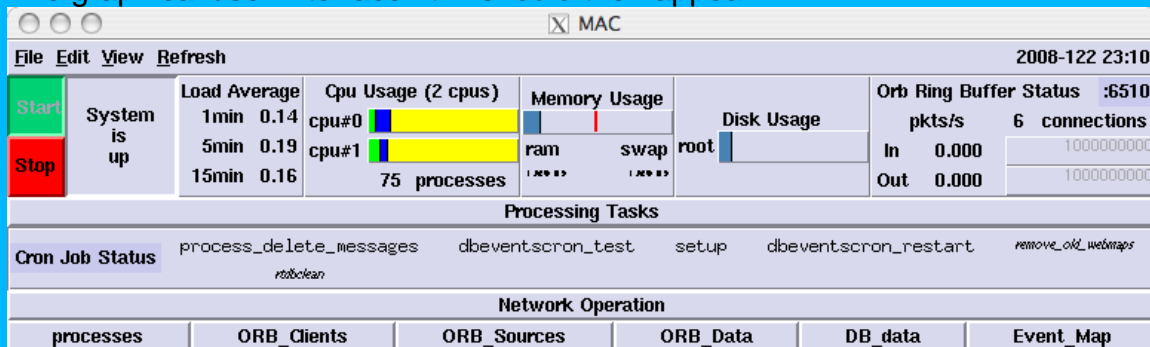 MAC
File Edit View Refresh 2008-122 23:10
Start
Stop
System
is
up
Load Average
1min 0.14
5min 0.19
15min 0.16
Cpu Usage (2 cpus)
cpu#0
cpu#1
75 processes
Memory Usage
ram swap
Disk Usage
root
Orb Ring Buffer Status :6510
pkts/s 6 connections
In 0.000
Out 0.000
Processing Tasks
Cron Job Status
process_delete_messages dbeventscron_test setup dbeventscron_restart remove_old_webmaps
rtdbclean
Network Operation
processes ORB_Clients ORB_Sources ORB_Data DB_data Event_Map